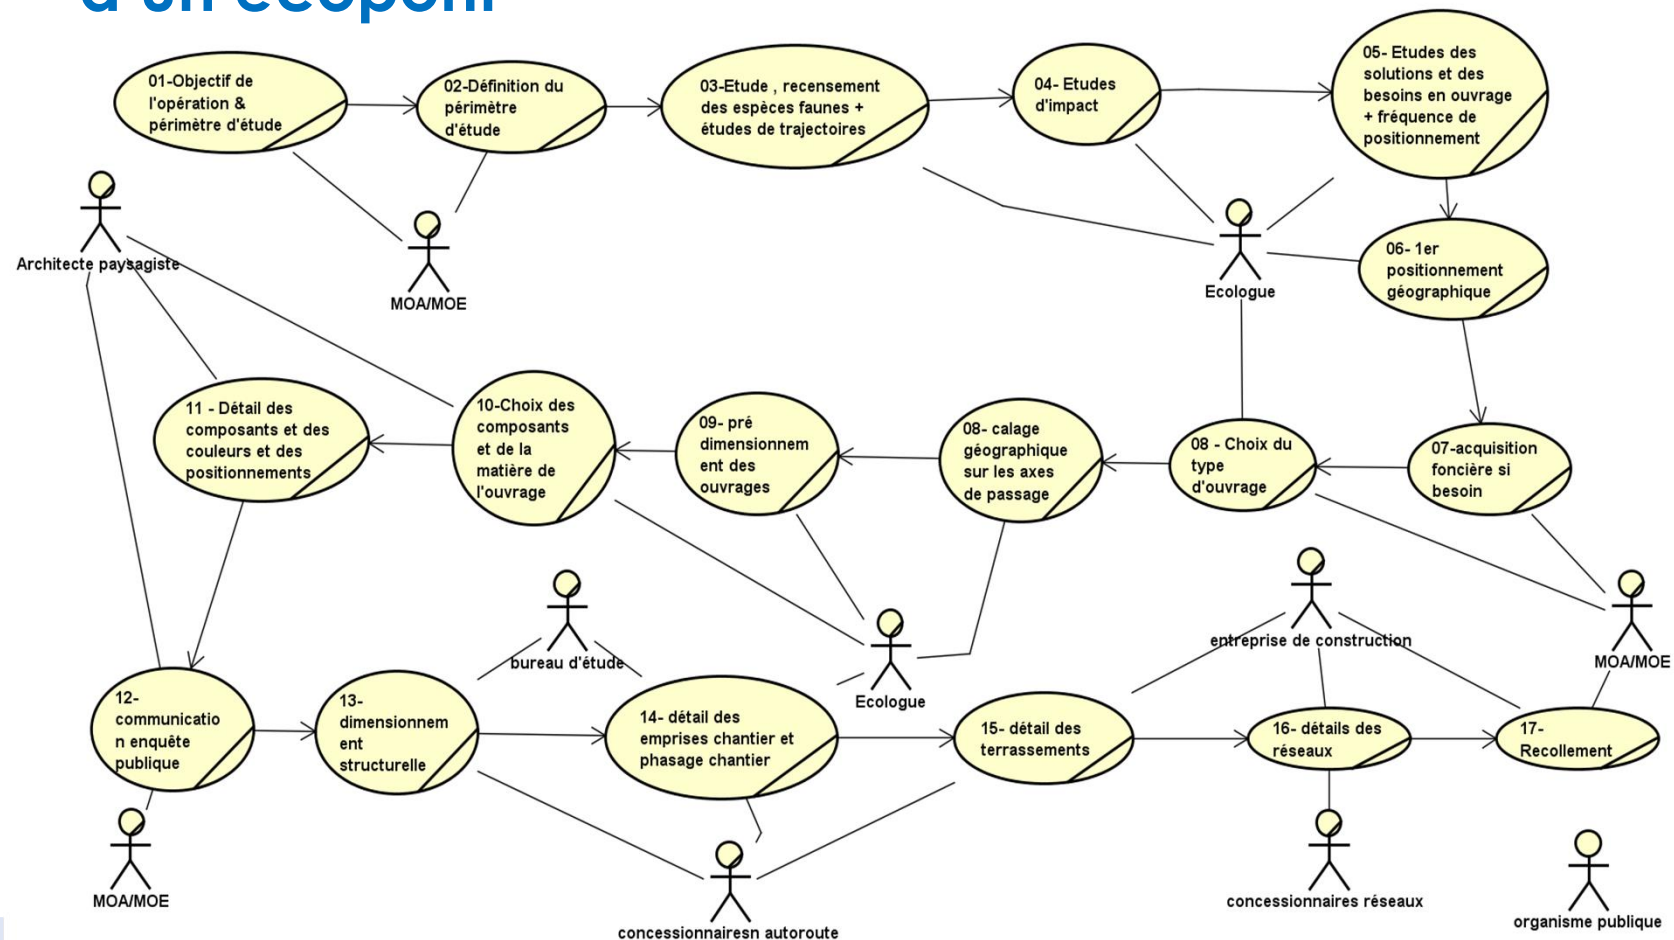 d'un écopont
01-Objectif de
l'opération &
périmètre d'étude
02-Définition du
périmètre
d'étude
03-Etude , recensement
des espèces faunes +
études de trajectoires
04- Etudes
d'impact
05- Etudes des
solutions et des
besoins en ouvrage
+ fréquence de
positionnement
Architecte paysagiste
MOA/MOE
Ecologue
06- 1er
positionnement
géographique
11 - Détail des
composants et des
couleurs et des
positionnements
10-Choix des
composants
et de la
matière de
l'ouvrage
09- pré
dimensionnem
ent des
ouvrages
08- calage
géographique
sur les axes
de passage
08 - Choix du
type
d'ouvrage
07-acquisition
foncière si
besoin
bureau d'étude
Ecologue
entreprise de construction
MOA/MOE
12-
communicatio
n enquête
publique
13-
dimensionnem
ent
structurelle
14- détail des
emprises chantier et
phasage chantier
15- détail des
terrassements
16- détails des
réseaux
17-
Recollement
MOA/MOE
concessionnairesn autoroute
concessionnaires réseaux
organisme publique